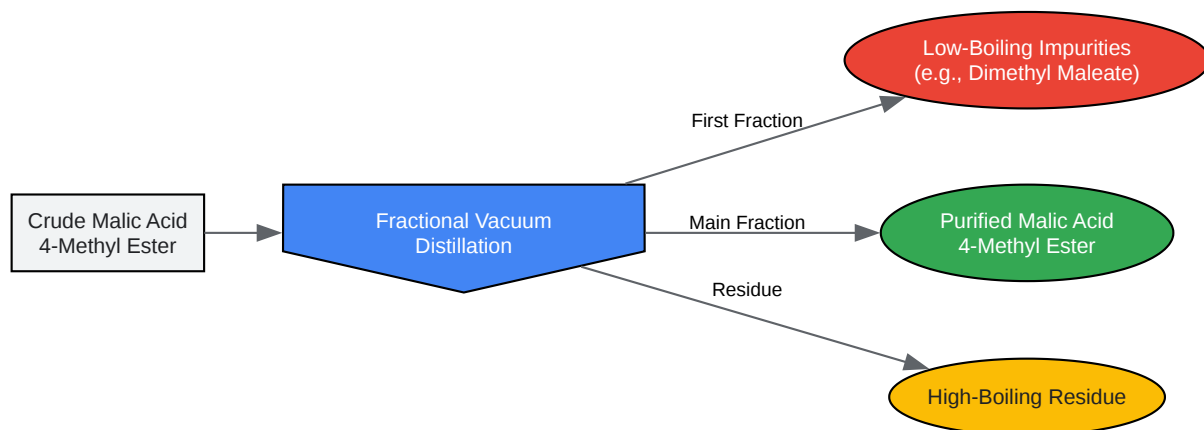 Low-Boiling Impurities
(e.g., Dimethyl Maleate)
First Fraction
Crude Malic Acid
4-Methyl Ester
Fractional Vacuum
Distillation
Main Fraction
Purified Malic Acid
4-Methyl Ester
Residue
High-Boiling Residue